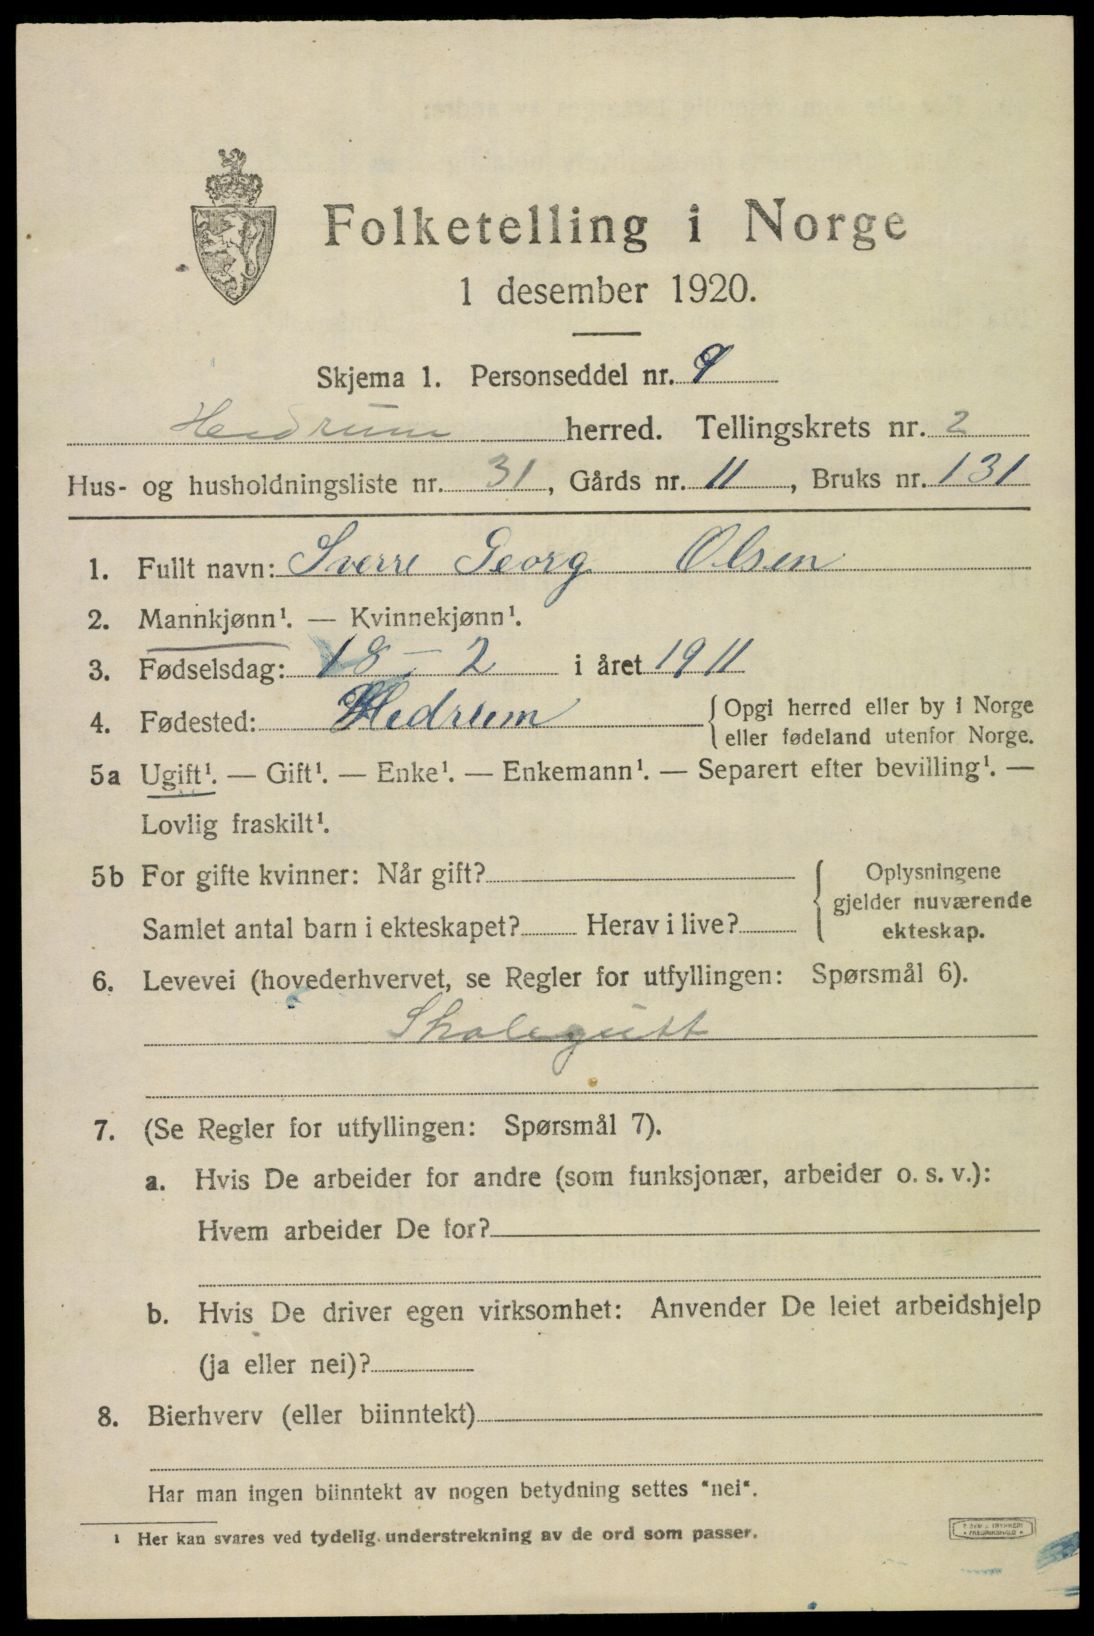 Folketelling i Norge
1 desember 1920.
Skjema 1. Personseddel nr. 9
Hedrum herred. Tellingskrets nr. 2
Hus- og husholdningsliste nr. 31, Gårds nr. 11, Bruks nr. 131
1. Fullt navn: Sverre Georg Olsen
2. Mannkjønn¹. — Kvinnekjønn¹.
3. Fødselsdag: 18 - 2 i året 1911
4. Fødested: Hedrum { Opgi herred eller by i Norge
eller fødeland utenfor Norge.
5a Ugift¹. — Gift¹. — Enke¹. — Enkemann¹. — Separert efter bevilling¹. —
Lovlig fraskilt¹.
5b For gifte kvinner: Når gift?
Samlet antal barn i ekteskapet? Herav i live?
{ Oplysningene
gjelder nuværende
ekteskap.
6. Levevei (hovederhvervet, se Regler for utfyllingen: Spørsmål 6).
Skolegutt
7. (Se Regler for utfyllingen: Spørsmål 7).
a. Hvis De arbeider for andre (som funksjonær, arbeider o. s. v.):
Hvem arbeider De for?
b. Hvis De driver egen virksomhet: Anvender De leiet arbeidshjelp
(ja eller nei)?
8. Bierhverv (eller biinntekt)
Har man ingen biinntekt av nogen betydning settes "nei".
¹ Her kan svares ved tydelig understrekning av de ord som passer.